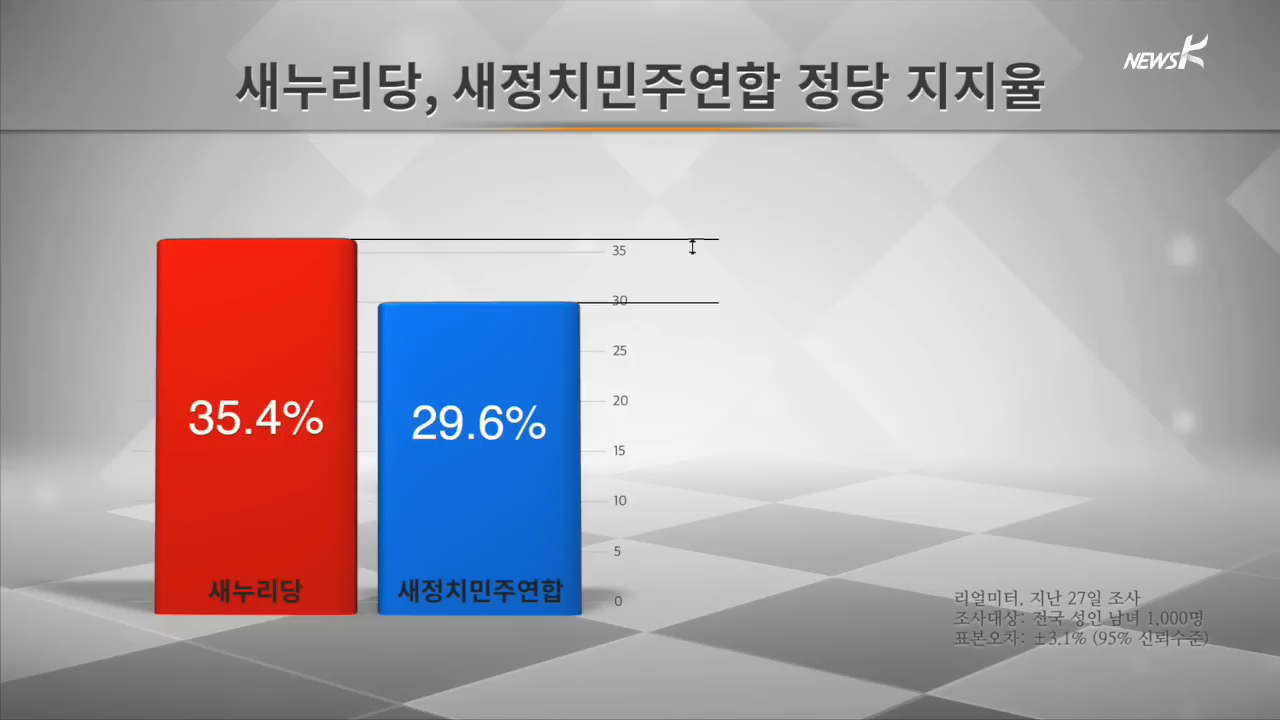 새누리당, 새정치민주연합 정당 지지율
NEWS K
35
30
25
20
15
10
5
0
35.4%
29.6%
새누리당
새정치민주연합
리얼미터, 지난 27일 조사
조사대상: 전국 성인 남녀 1,000명
표본오차: ±3.1% (95% 신뢰수준)